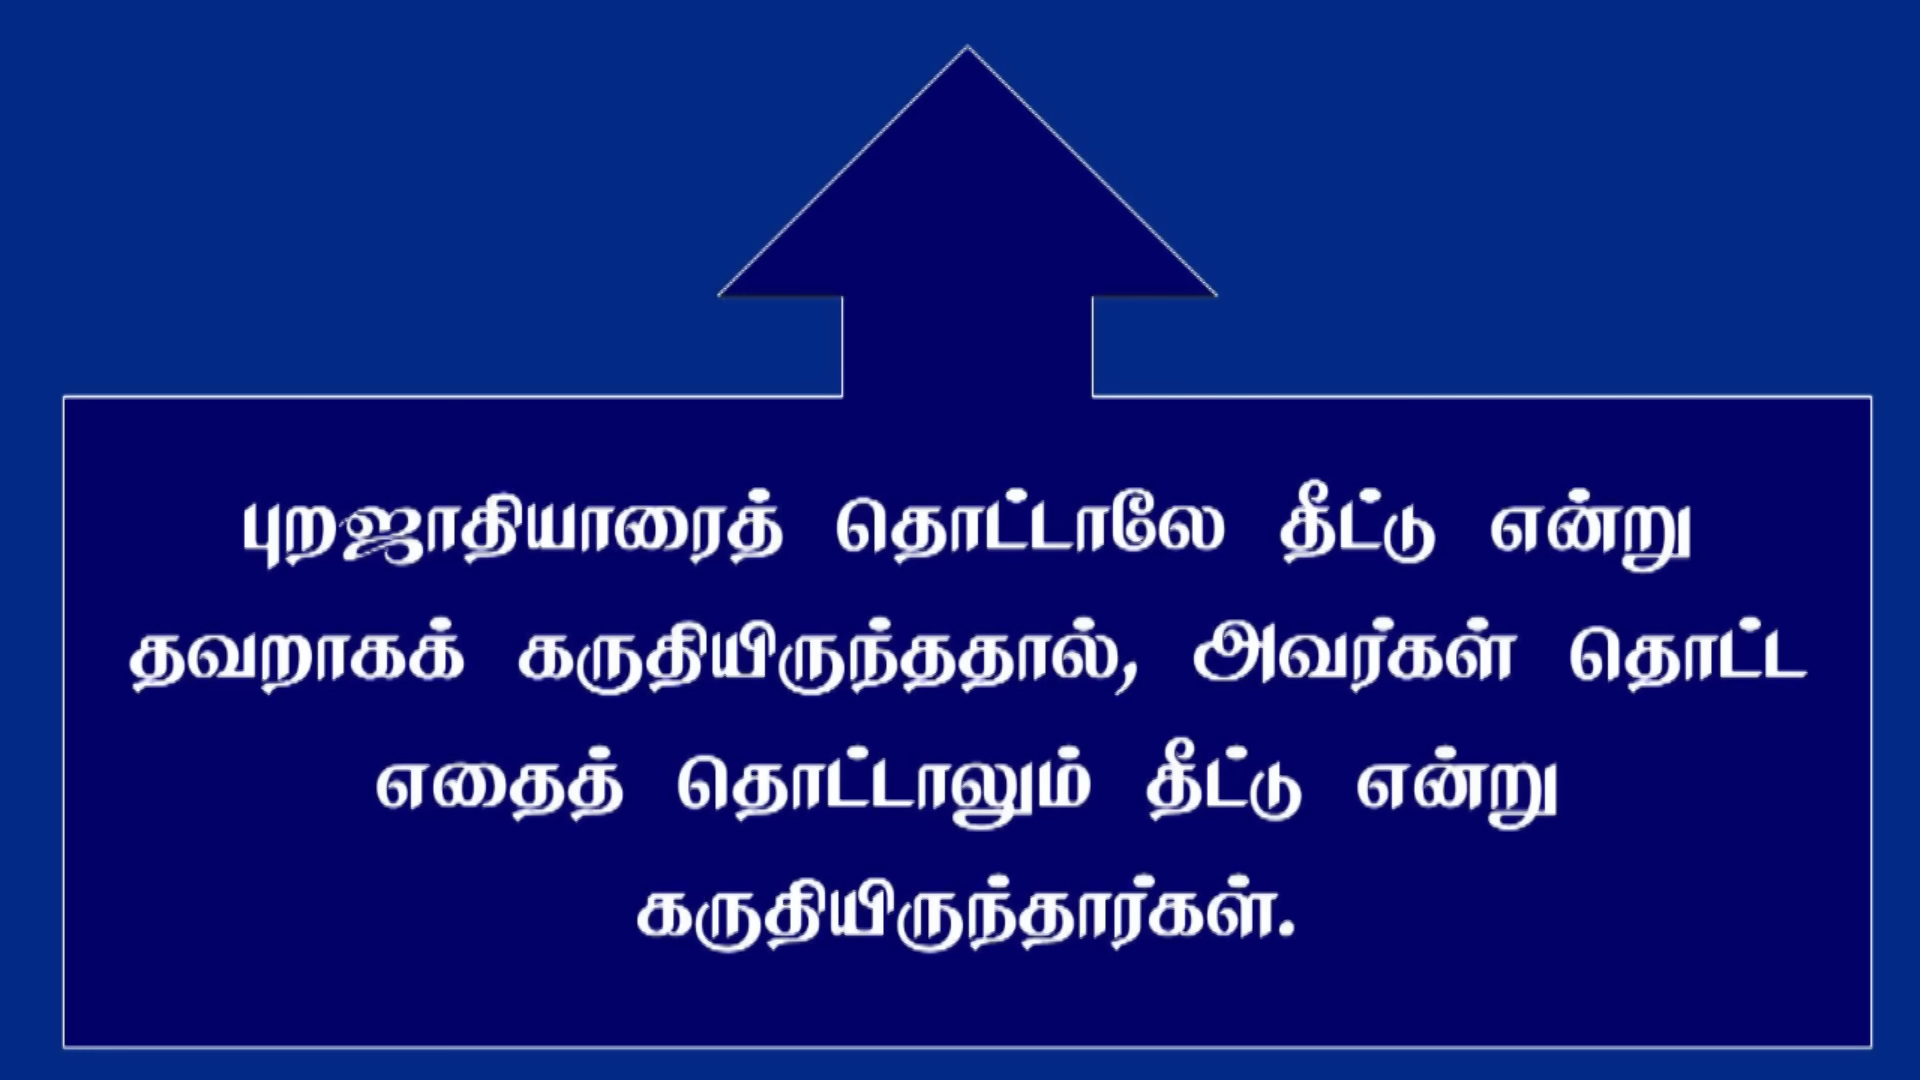 புறஜாதியாரைத் தொட்டாலே தீட்டு என்று
தவறாகக் கருதியிருந்ததால், அவர்கள் தொட்ட
எதைத் தொட்டாலும் தீட்டு என்று
கருதியிருந்தார்கள்.